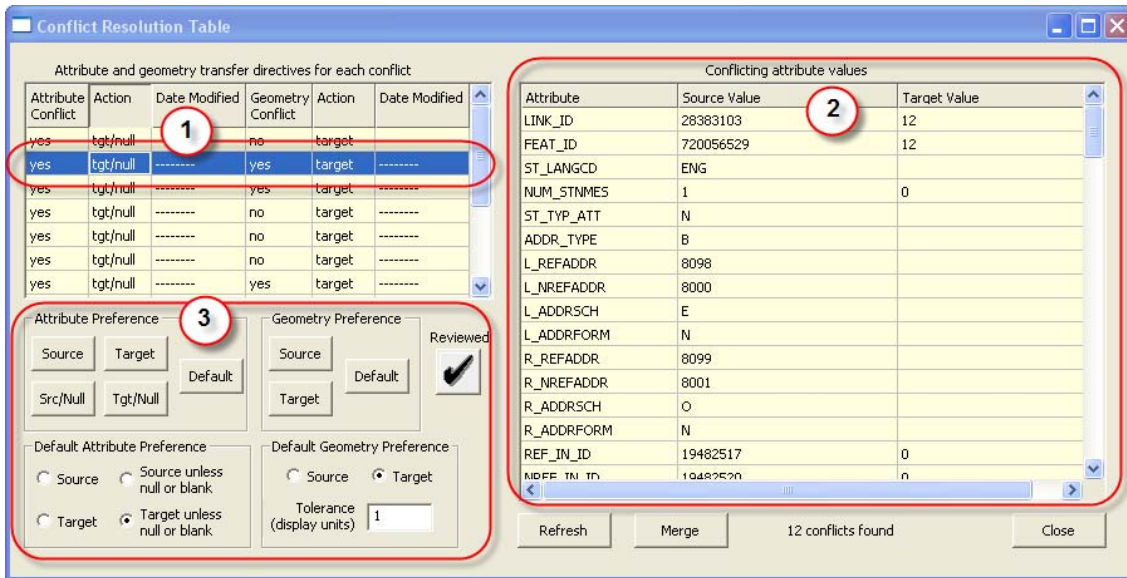 Conflict Resolution Table
Attribute and geometry transfer directives for each conflict
Attribute Conflict Action Date Modified Geometry Conflict Action Date Modified
1
yes tgt/null no target
yes tgt/null -------- yes target --------
yes tgt/null -------- yes target --------
yes tgt/null -------- no target --------
yes tgt/null -------- no target --------
yes tgt/null -------- no target --------
yes tgt/null -------- yes target --------
Attribute Preference
3
Source Target
Default
Src/Null Tgt/Null
Geometry Preference
Source
Default
Target
Reviewed
Default Attribute Preference
Source Source unless null or blank
Target Target unless null or blank
Default Geometry Preference
Source Target
Tolerance (display units) 1
Conflicting attribute values
Attribute Source Value Target Value
2
LINK_ID 28383103 12
FEAT_ID 720056529 12
ST_LANGCD ENG
NUM_STNMES 1 0
ST_TYP_ATT N
ADDR_TYPE B
L_REFADDR 8098
L_NREFADDR 8000
L_ADDRSCH E
L_ADDRFORM N
R_REFADDR 8099
R_NREFADDR 8001
R_ADDRSCH O
R_ADDRFORM N
REF_IN_ID 19482517 0
NREF_IN_ID 19482520 0
Refresh Merge 12 conflicts found Close